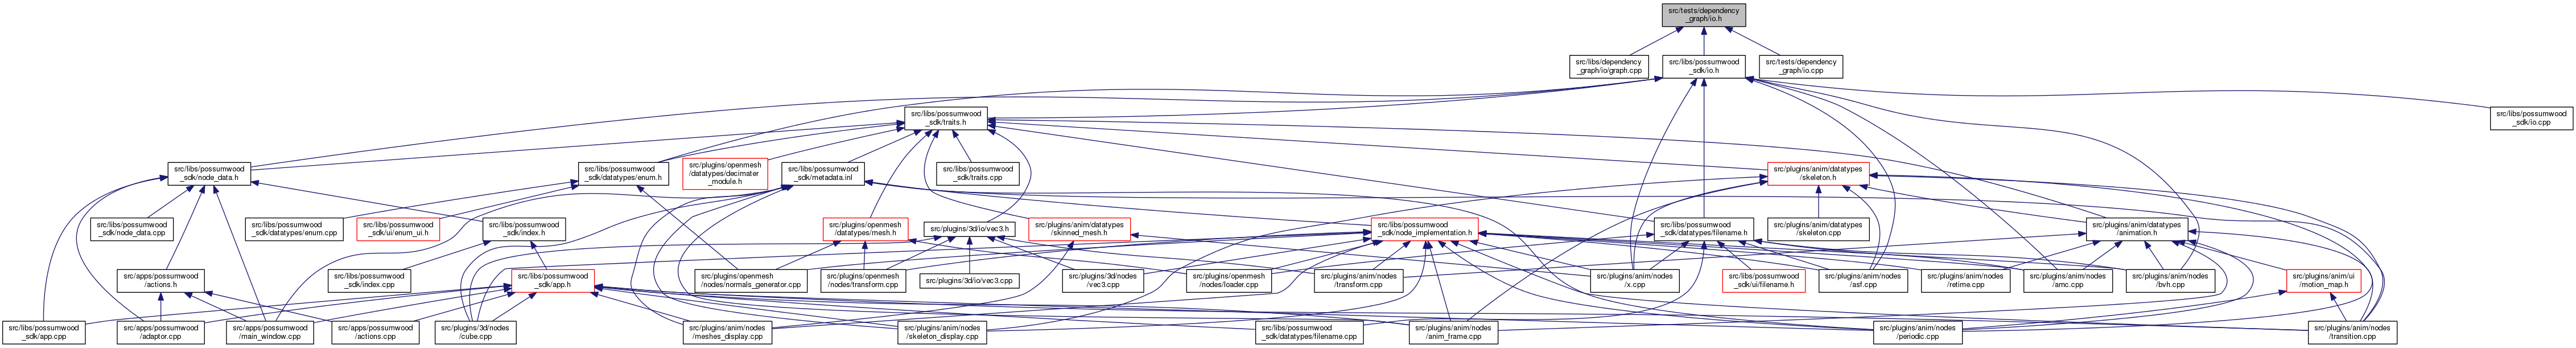 src/tests/dependency
_graph/io.h
src/libs/dependency
_graph/io/graph.cpp
src/libs/possumwood
_sdk/io.h
src/tests/dependency
_graph/io.cpp
src/libs/possumwood
_sdk/traits.h
src/libs/possumwood
_sdk/io.cpp
src/libs/possumwood
_sdk/node_data.h
src/libs/possumwood
_sdk/datatypes/enum.h
src/plugins/openmesh
/datatypes/decimater
_module.h
src/libs/possumwood
_sdk/metadata.inl
src/libs/possumwood
_sdk/traits.cpp
src/plugins/anim/datatypes
/skeleton.h
src/libs/possumwood
_sdk/node_data.cpp
src/libs/possumwood
_sdk/datatypes/enum.cpp
src/libs/possumwood
_sdk/ui/enum_ui.h
src/libs/possumwood
_sdk/index.h
src/plugins/openmesh
/datatypes/mesh.h
src/plugins/3d/io/vec3.h
src/plugins/anim/datatypes
/skinned_mesh.h
src/libs/possumwood
_sdk/node_implementation.h
src/libs/possumwood
_sdk/datatypes/filename.h
src/plugins/anim/datatypes
/skeleton.cpp
src/plugins/anim/datatypes
/animation.h
src/apps/possumwood
/actions.h
src/libs/possumwood
_sdk/index.cpp
src/libs/possumwood
_sdk/app.h
src/plugins/openmesh
/nodes/normals_generator.cpp
src/plugins/openmesh
/nodes/transform.cpp
src/plugins/3d/io/vec3.cpp
src/plugins/3d/nodes
/vec3.cpp
src/plugins/openmesh
/nodes/loader.cpp
src/plugins/anim/nodes
/transform.cpp
src/plugins/anim/nodes
/x.cpp
src/libs/possumwood
_sdk/ui/filename.h
src/plugins/anim/nodes
/asf.cpp
src/plugins/anim/nodes
/retime.cpp
src/plugins/anim/nodes
/amc.cpp
src/plugins/anim/nodes
/bvh.cpp
src/plugins/anim/ui
/motion_map.h
src/libs/possumwood
_sdk/app.cpp
src/apps/possumwood
/adaptor.cpp
src/apps/possumwood
/main_window.cpp
src/apps/possumwood
/actions.cpp
src/plugins/3d/nodes
/cube.cpp
src/plugins/anim/nodes
/meshes_display.cpp
src/plugins/anim/nodes
/skeleton_display.cpp
src/libs/possumwood
_sdk/datatypes/filename.cpp
src/plugins/anim/nodes
/anim_frame.cpp
src/plugins/anim/nodes
/periodic.cpp
src/plugins/anim/nodes
/transition.cpp